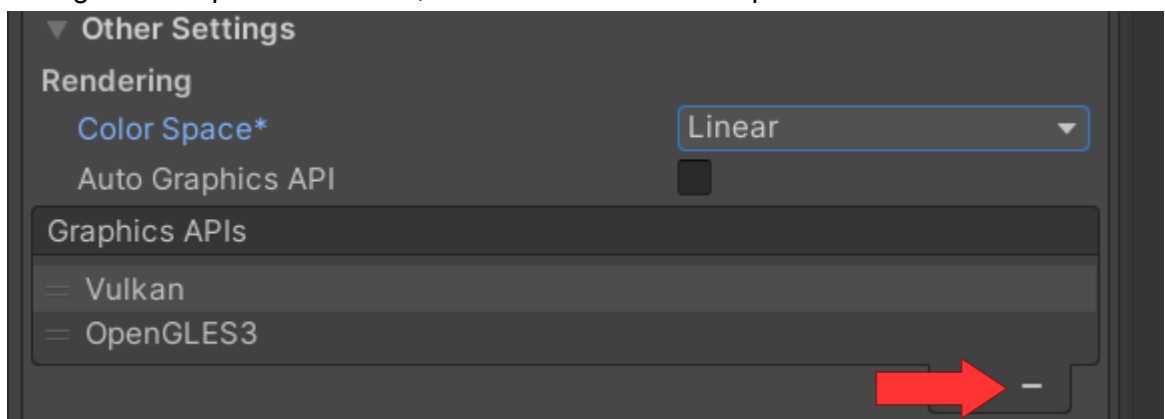 Other Settings
Rendering
Color Space* Linear
Auto Graphics API
Graphics APIs
Vulkan
OpenGLES3